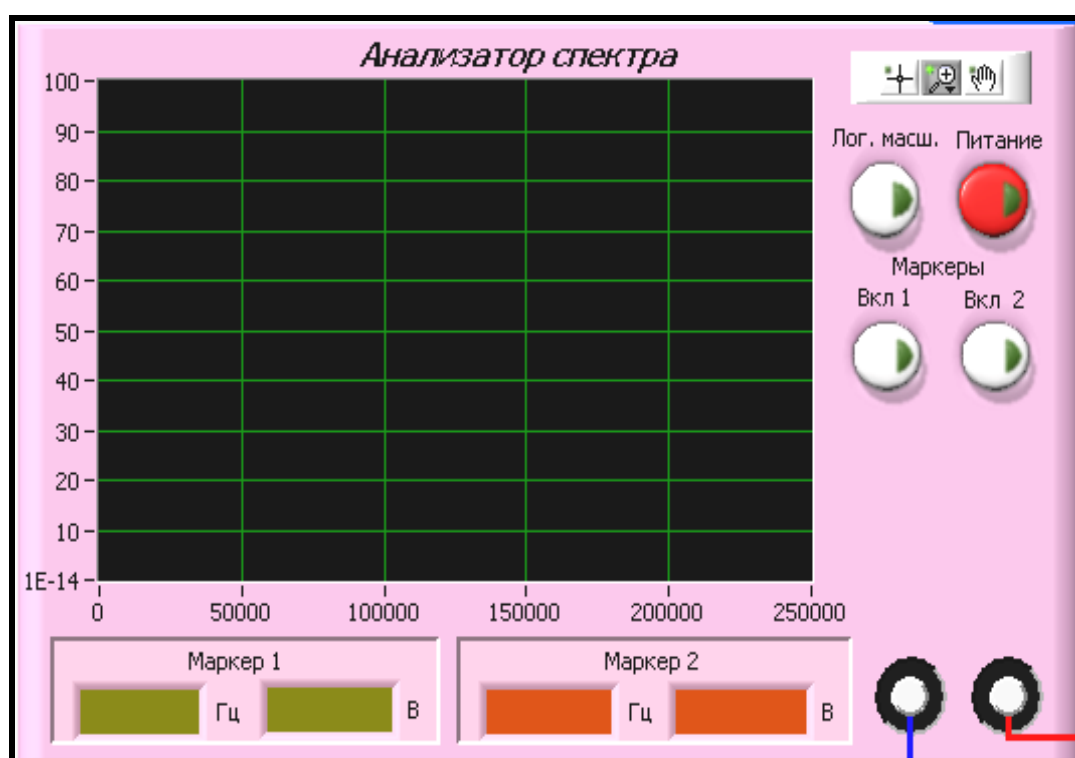 Анализатор спектра
100
90
80
70
60
50
40
30
20
10
1E-14
0 50000 100000 150000 200000 250000
Лог. масш. Питание
Маркеры
Вкл 1 Вкл 2
Маркер 1
Гц В
Маркер 2
Гц В